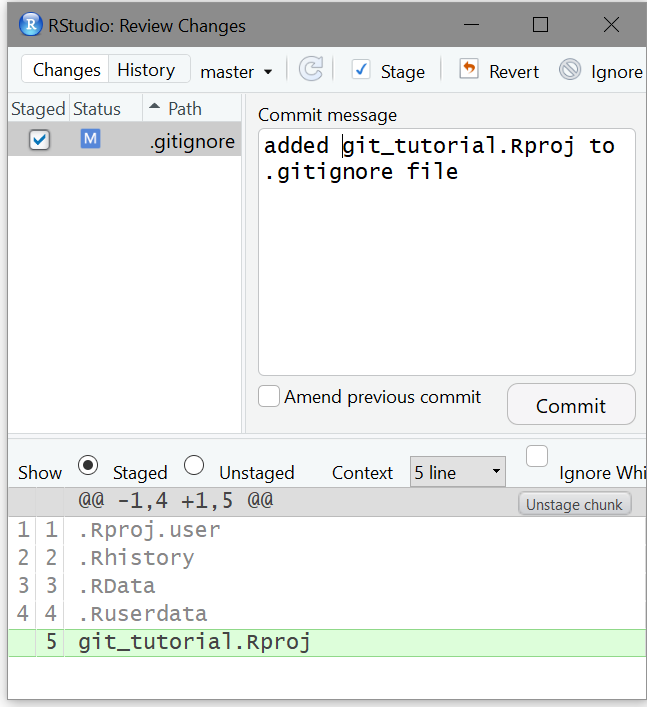 RStudio: Review Changes
Changes History master Stage Revert Ignore
Staged Status Path
M .gitignore
Commit message
added git_tutorial.Rproj to
.gitignore file
Amend previous commit Commit
Show Staged Unstaged Context 5 line Ignore Whi
@@ -1,4 +1,5 @@ Unstage chunk
1 1 .Rproj.user
2 2 .Rhistory
3 3 .RData
4 4 .Ruserdata
5 git_tutorial.Rproj